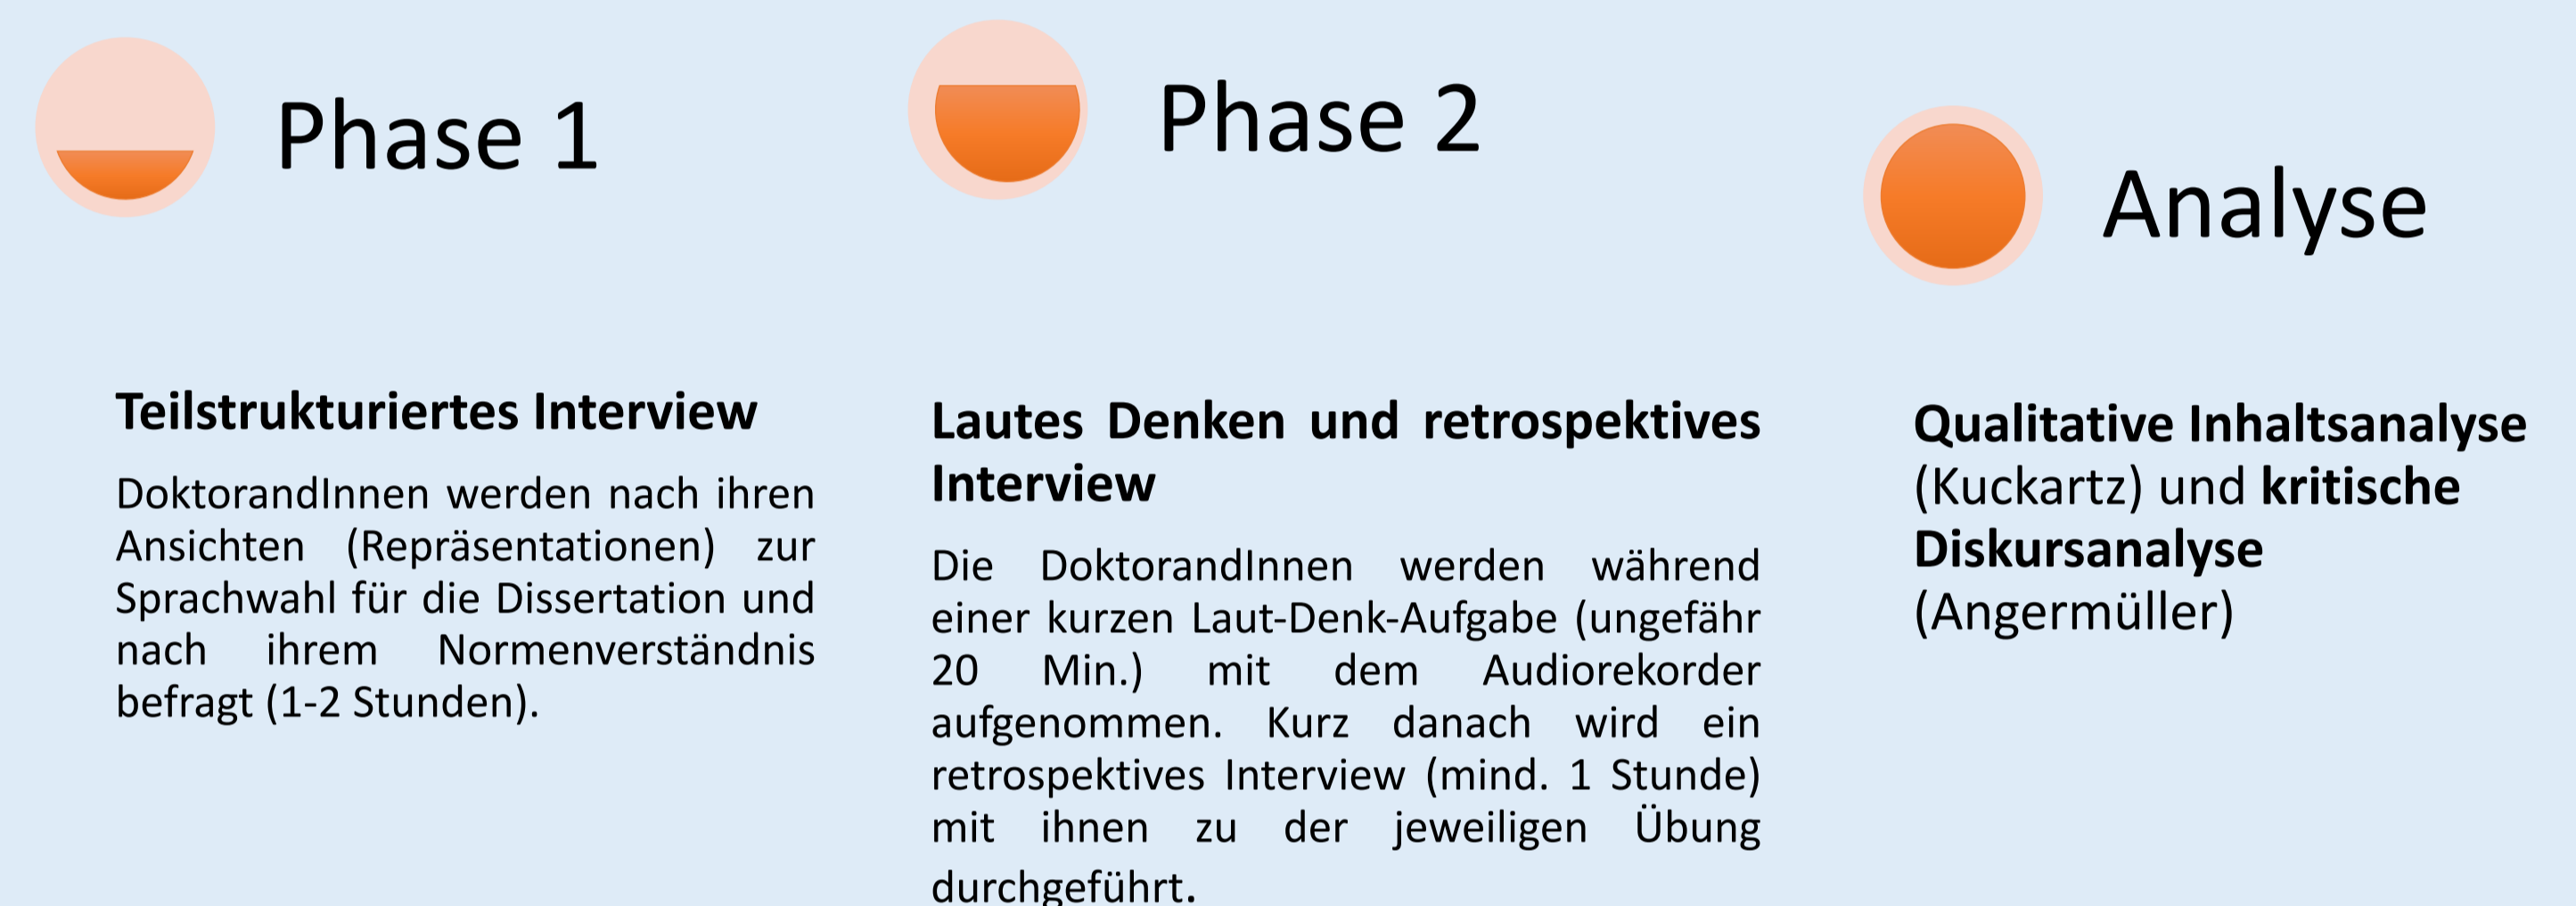 Phase 1
Teilstrukturiertes Interview
DoktorandInnen werden nach ihren
Ansichten (Repräsentationen) zur
Sprachwahl für die Dissertation und
nach ihrem Normenverständnis
befragt (1-2 Stunden).
Phase 2
Lautes Denken und retrospektives
Interview
Die DoktorandInnen werden während
einer kurzen Laut-Denk-Aufgabe (ungefähr
20 Min.) mit dem Audiorekorder
aufgenommen. Kurz danach wird ein
retrospektives Interview (mind. 1 Stunde)
mit ihnen zu der jeweiligen Übung
durchgeführt.
Analyse
Qualitative Inhaltsanalyse
(Kuckartz) und kritische
Diskursanalyse
(Angermüller)